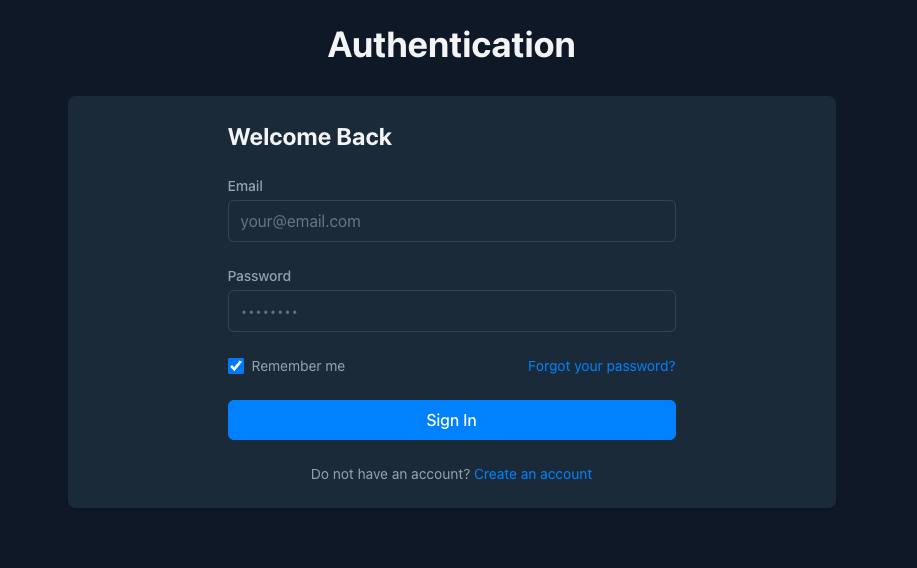 Authentication
Welcome Back
Email
your@email.com
Password
••••••••
Remember me
Forgot your password?
Sign In
Do not have an account? Create an account